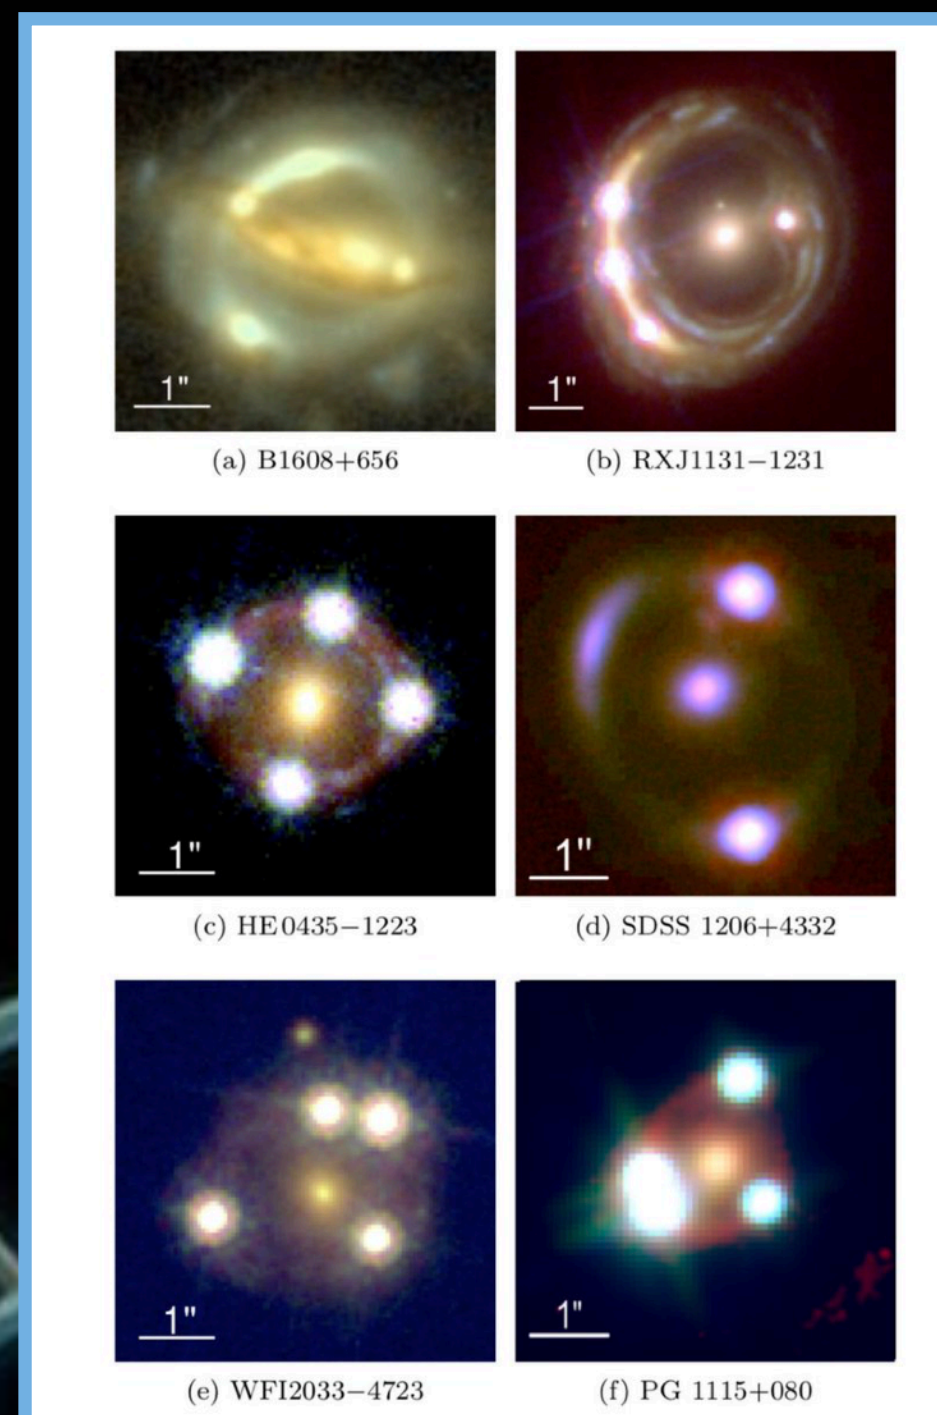 1"
1"
(a) B1608+656
(b) RXJ1131−1231
1"
1"
(c) HE0435−1223
(d) SDSS 1206+4332
1"
1"
(e) WFI2033−4723
(f) PG 1115+080